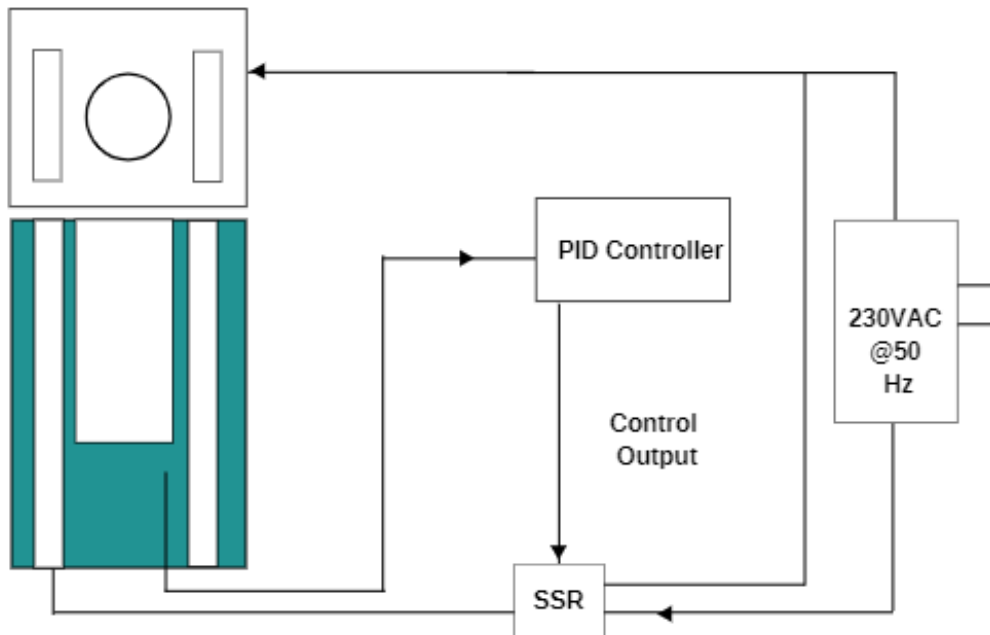 PID Controller
230VAC
@50
Hz
Control
Output
SSR